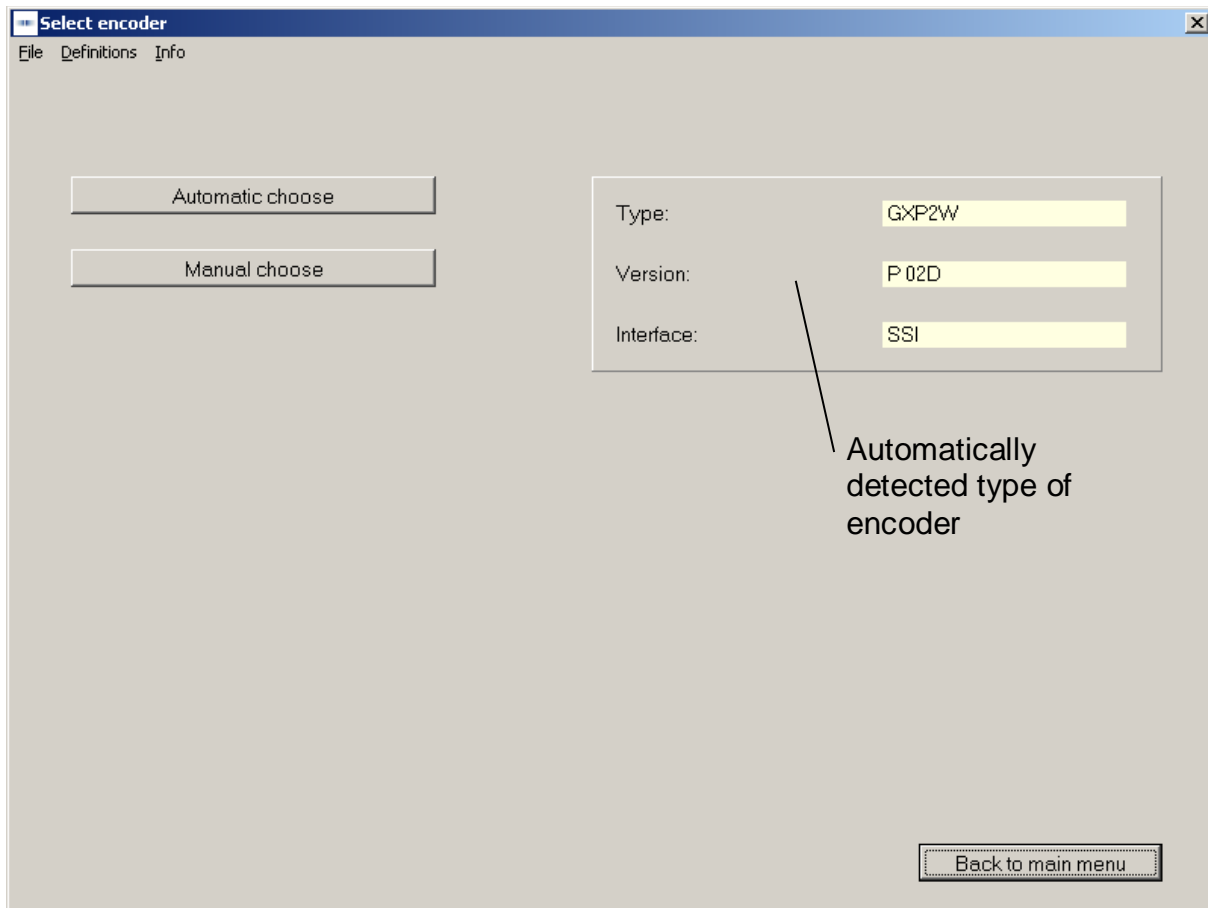 Select encoder
File Definitions Info
Automatic choose
Manual choose
Type: GXP2W
Version: P 02D
Interface: SSI
Automatically
detected type of
encoder
Back to main menu